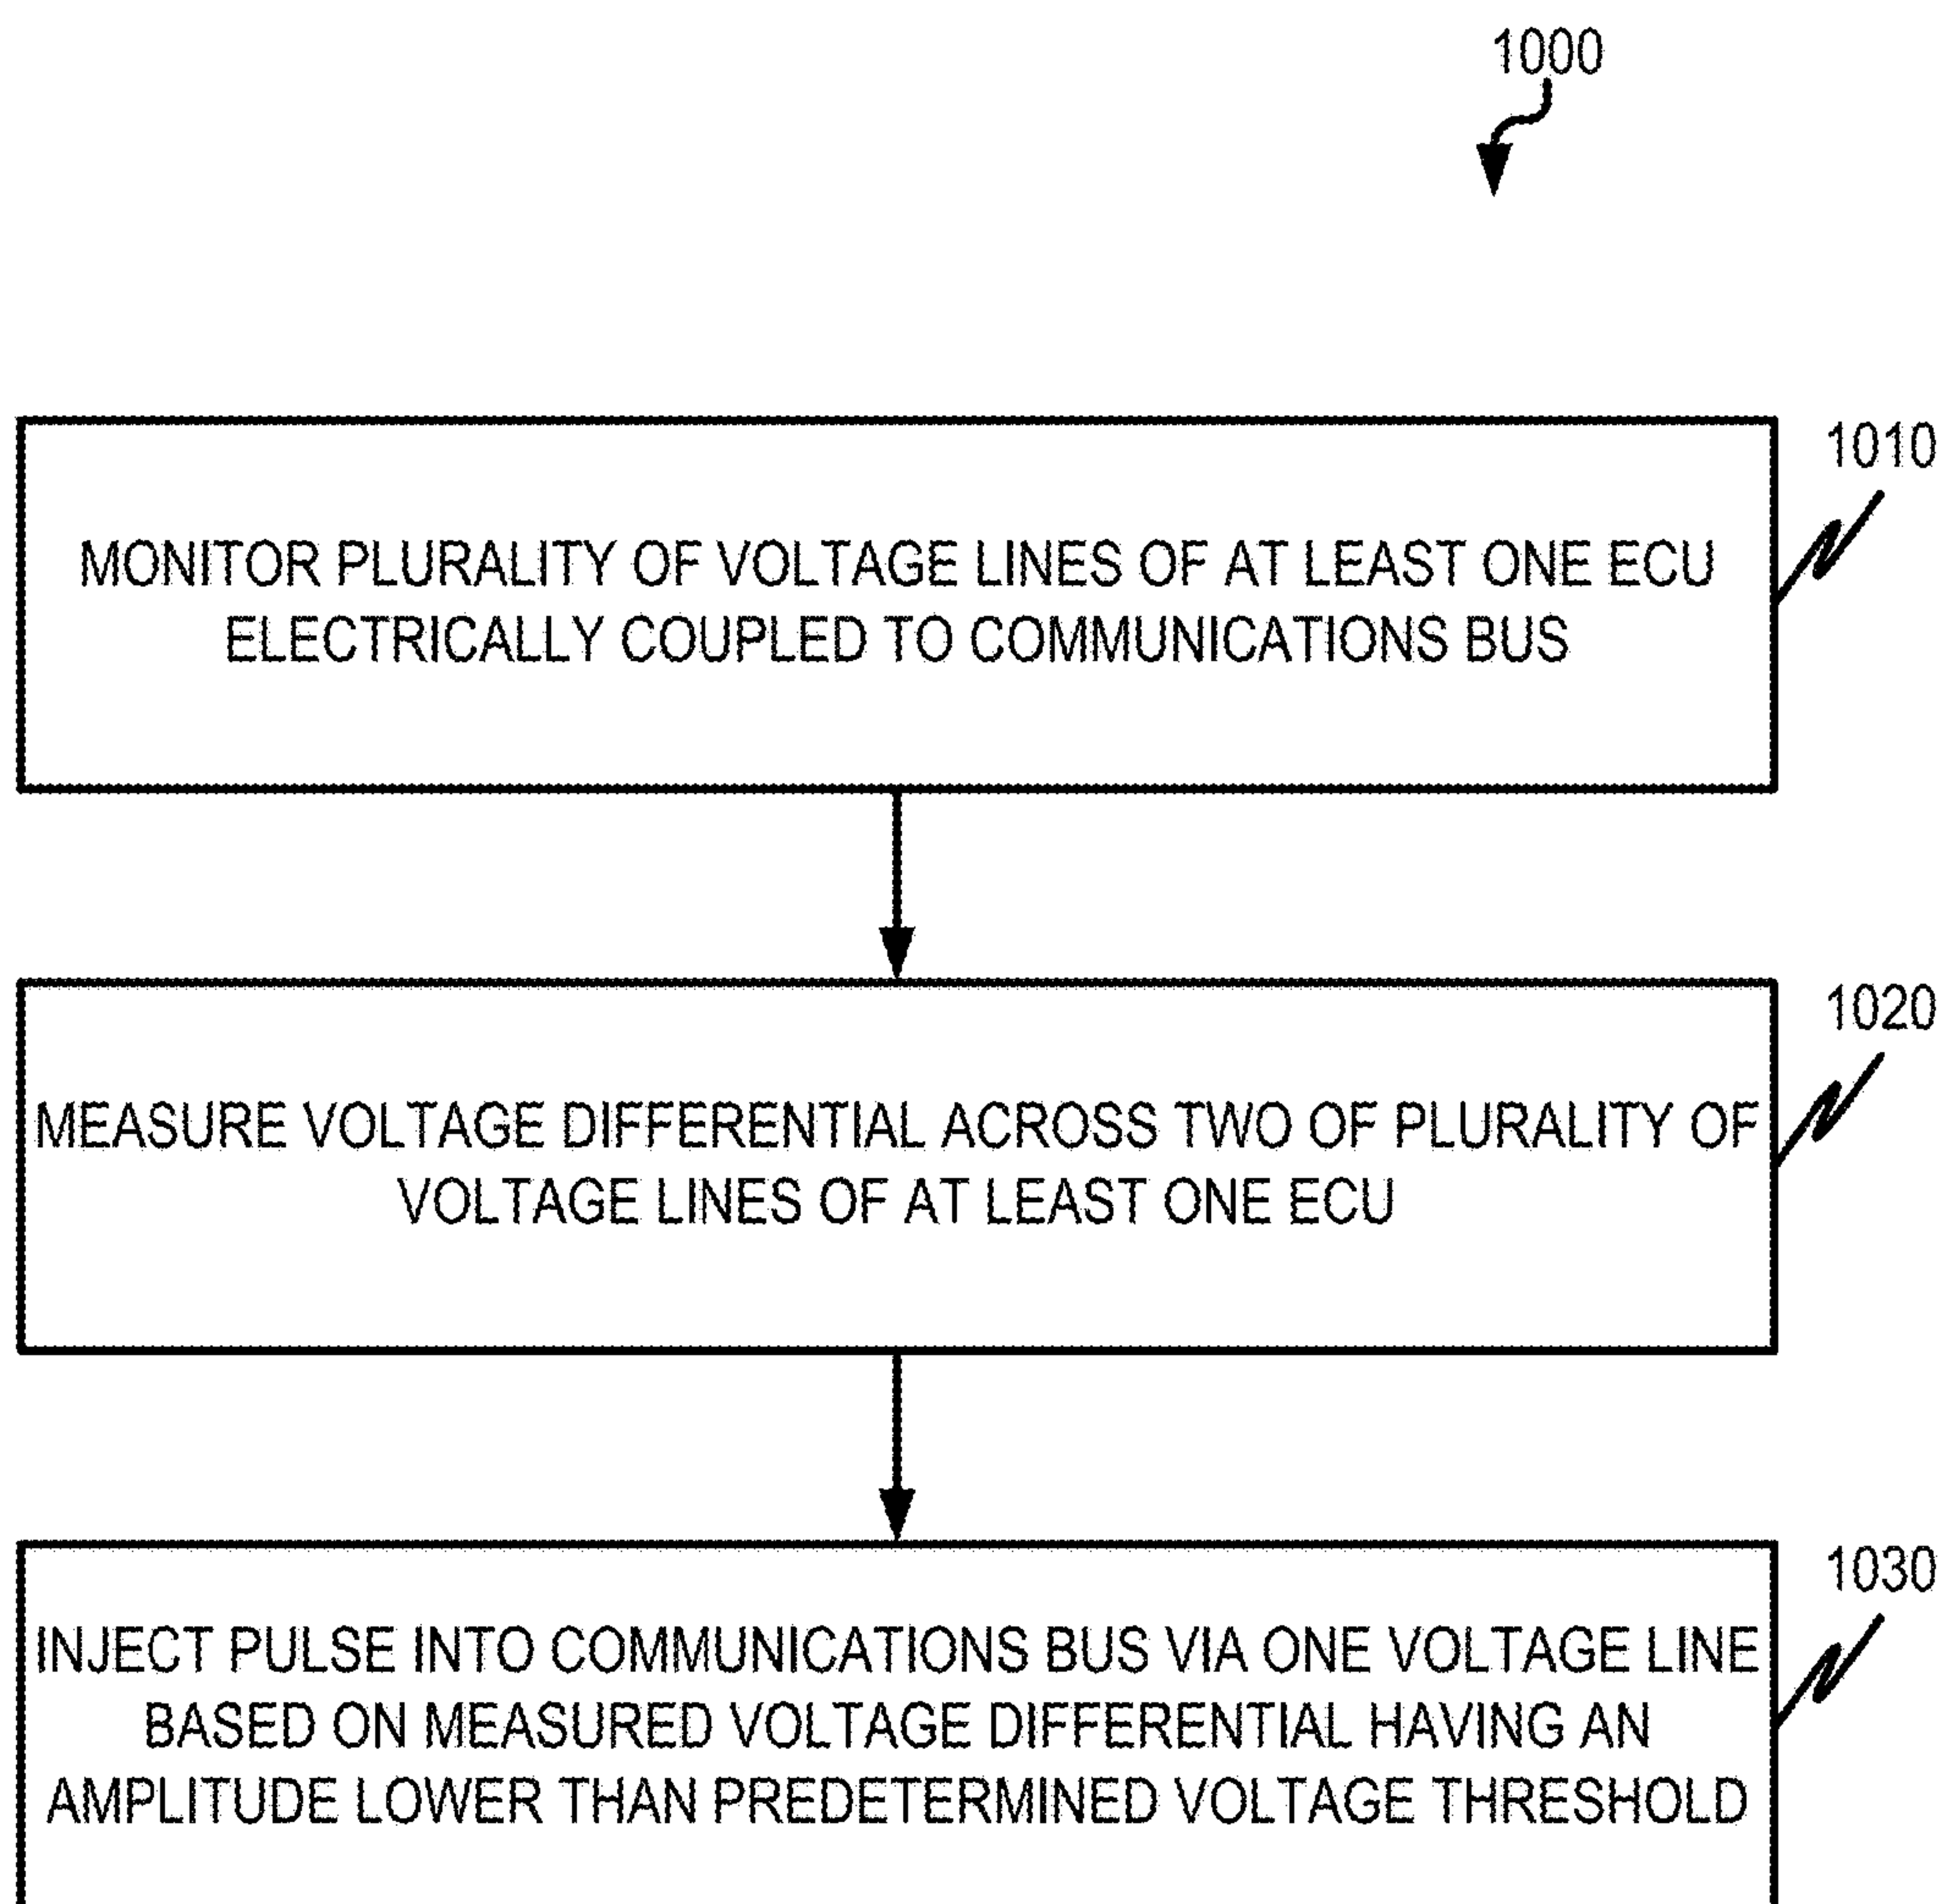 1000
1010
MONITOR PLURALITY OF VOLTAGE LINES OF AT LEAST ONE ECU
ELECTRICALLY COUPLED TO COMMUNICATIONS BUS
1020
MEASURE VOLTAGE DIFFERENTIAL ACROSS TWO OF PLURALITY OF
VOLTAGE LINES OF AT LEAST ONE ECU
1030
INJECT PULSE INTO COMMUNICATIONS BUS VIA ONE VOLTAGE LINE
BASED ON MEASURED VOLTAGE DIFFERENTIAL HAVING AN
AMPLITUDE LOWER THAN PREDETERMINED VOLTAGE THRESHOLD